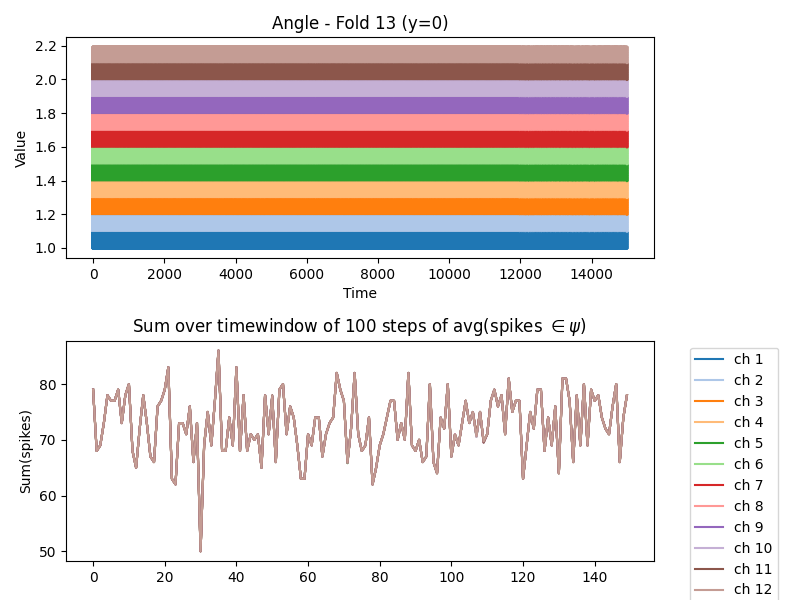 Angle - Fold 13 (y=0)
Value
2.2
2.0
1.8
1.6
1.4
1.2
1.0
0 2000 4000 6000 8000 10000 12000 14000
Time
Sum over timewindow of 100 steps of avg(spikes ∈ψ)
Sum(spikes)
80
70
60
50
0 20 40 60 80 100 120 140
ch 1
ch 2
ch 3
ch 4
ch 5
ch 6
ch 7
ch 8
ch 9
ch 10
ch 11
ch 12